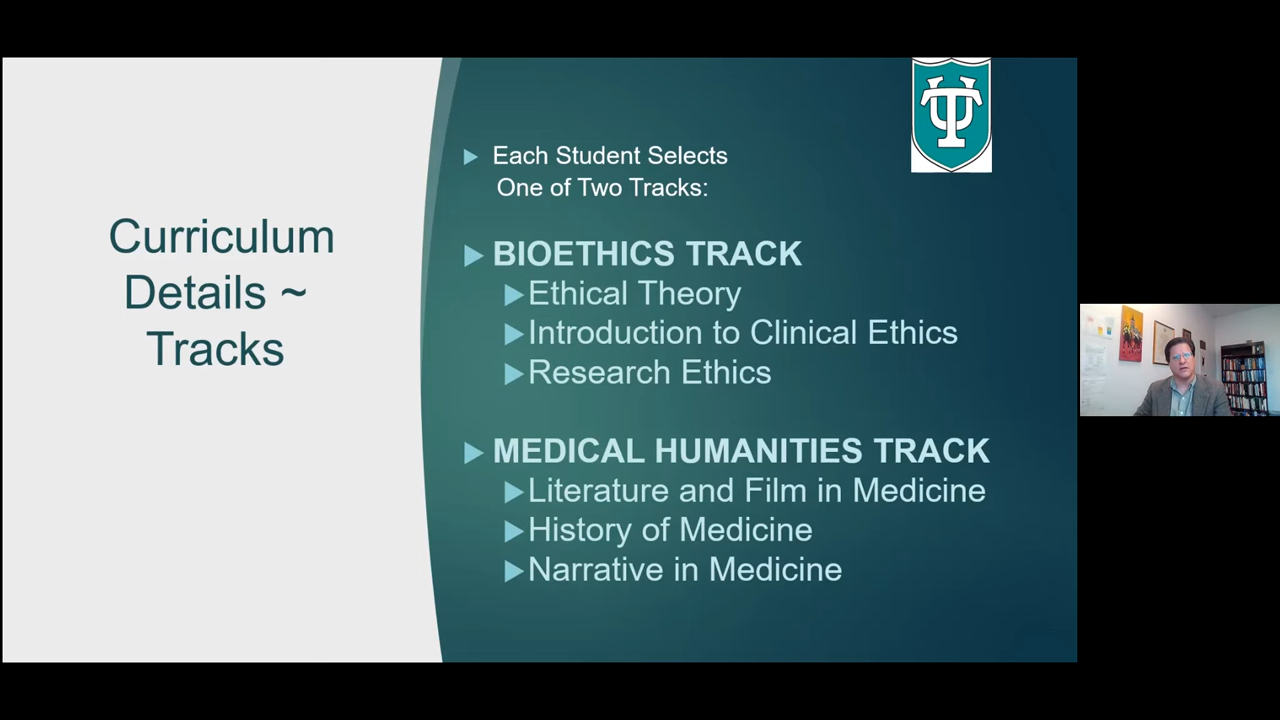 Curriculum
Details ~
Tracks
Each Student Selects
One of Two Tracks:
BIOETHICS TRACK
Ethical Theory
Introduction to Clinical Ethics
Research Ethics
MEDICAL HUMANITIES TRACK
Literature and Film in Medicine
History of Medicine
Narrative in Medicine